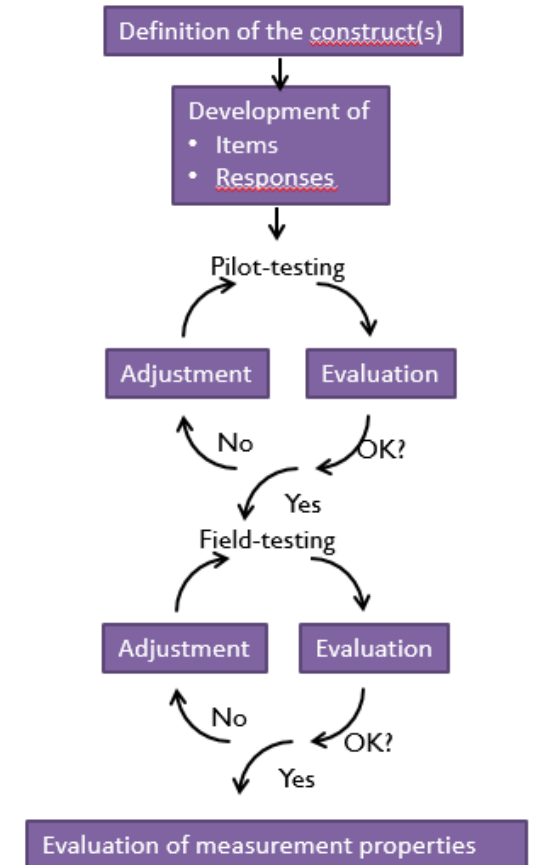 Definition of the construct(s)
Development of
• Items
• Responses
Pilot-testing
Adjustment
Evaluation
No
OK?
Yes
Field-testing
Adjustment
Evaluation
No
OK?
Yes
Evaluation of measurement properties